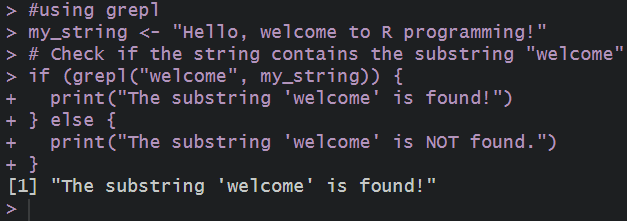 > #using grepl
> my_string <- "Hello, welcome to R programming!"
> # Check if the string contains the substring "welcome"
> if (grepl("welcome", my_string)) {
+   print("The substring 'welcome' is found!")
+ } else {
+   print("The substring 'welcome' is NOT found.")
+ }
[1] "The substring 'welcome' is found!"
>